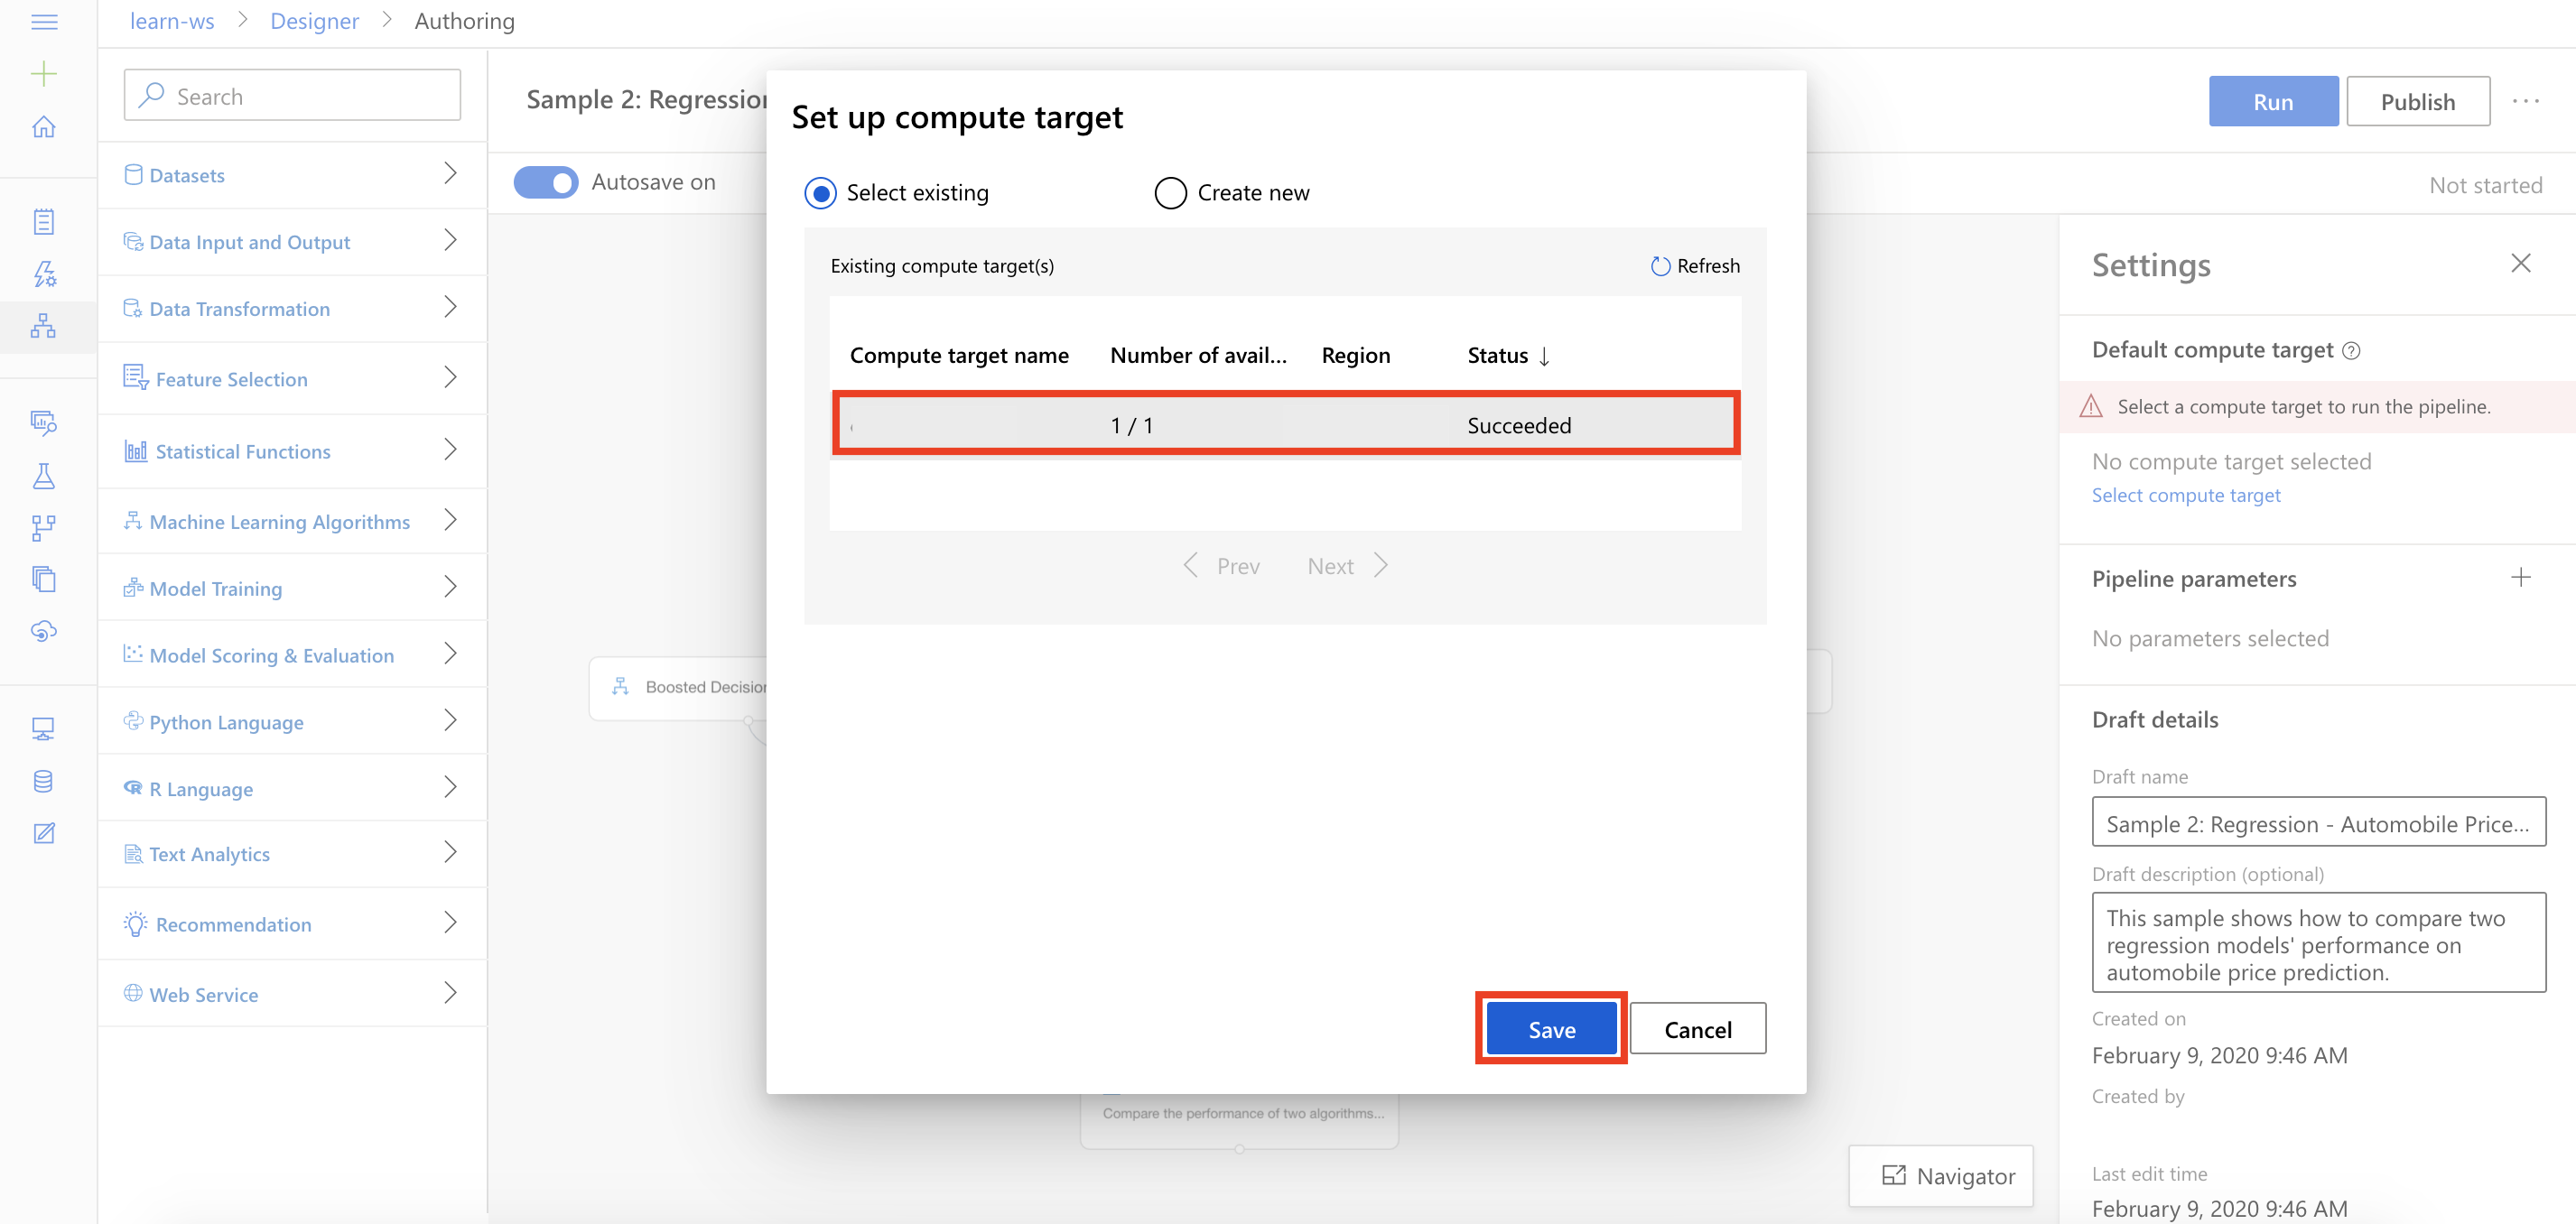 learn-ws > Designer > Authoring
Search
Datasets
Data Input and Output
Data Transformation
Feature Selection
Statistical Functions
Machine Learning Algorithms
Model Training
Model Scoring & Evaluation
Python Language
R Language
Text Analytics
Recommendation
Web Service
Sample 2: Regression
Autosave on
Boosted Decision
Compare the performance of two algorithms...
Navigator
Set up compute target
Select existing
Create new
Existing compute target(s)
Refresh
Compute target name Number of avail... Region Status ↓
1 / 1 Succeeded
Prev Next
Save
Cancel
Run
Publish
...
Not started
Settings
Default compute target
Select a compute target to run the pipeline.
No compute target selected
Select compute target
Pipeline parameters
No parameters selected
Draft details
Draft name
Sample 2: Regression - Automobile Price...
Draft description (optional)
This sample shows how to compare two
regression models' performance on
automobile price prediction.
Created on
February 9, 2020 9:46 AM
Created by
Last edit time
February 9, 2020 9:46 AM